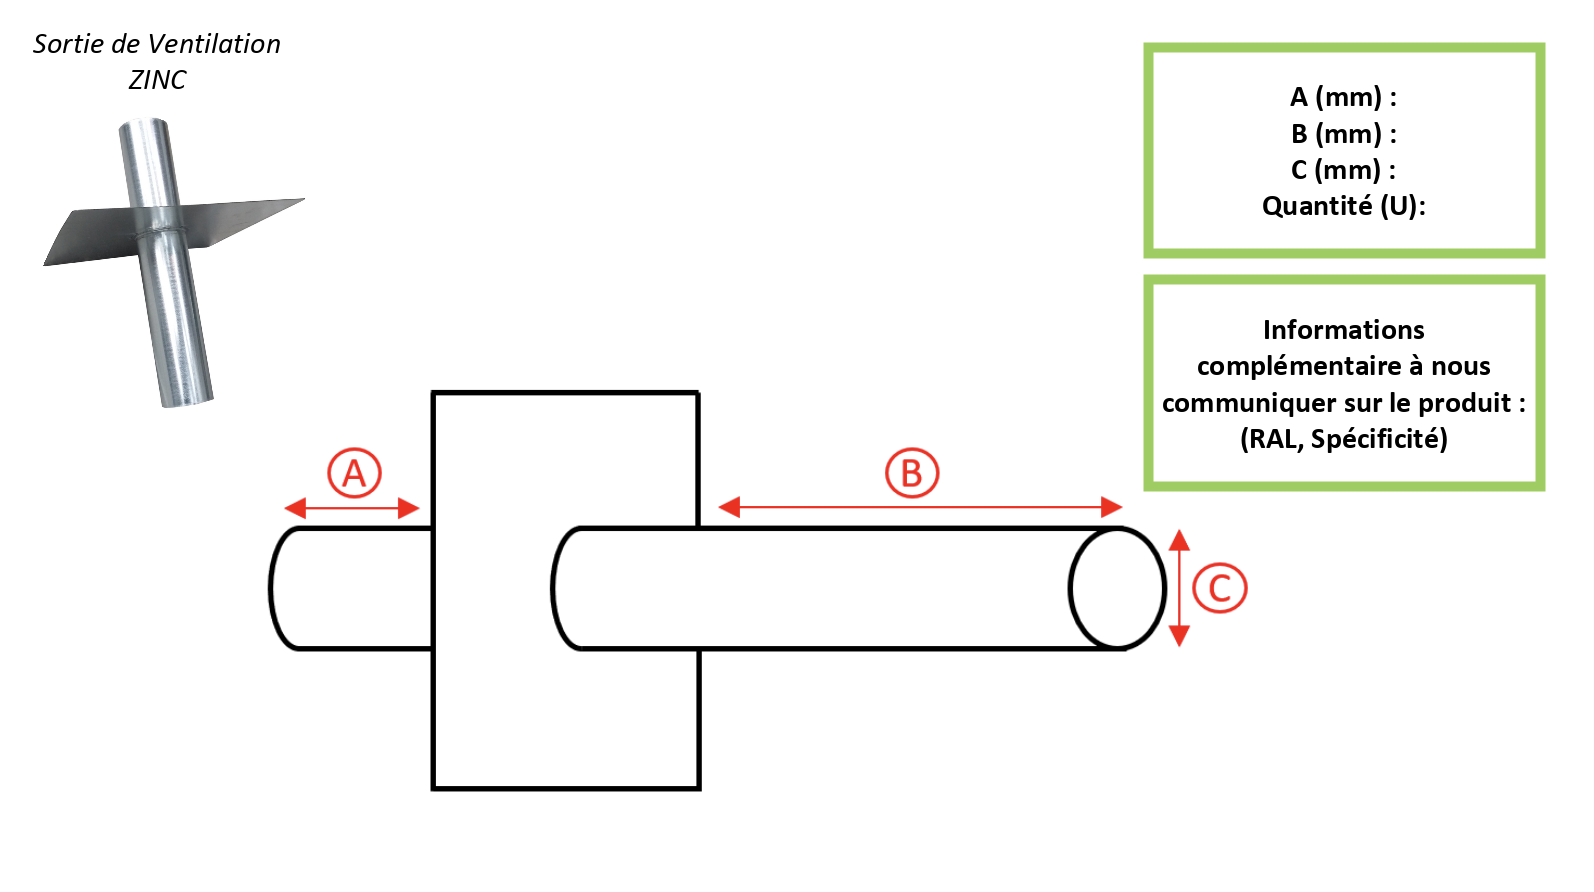 Sortie de Ventilation
ZINC
A (mm) :
B (mm) :
C (mm) :
Quantité (U):
Informations
complémentaire à nous
communiquer sur le produit :
(RAL, Spécificité)
A
B
C